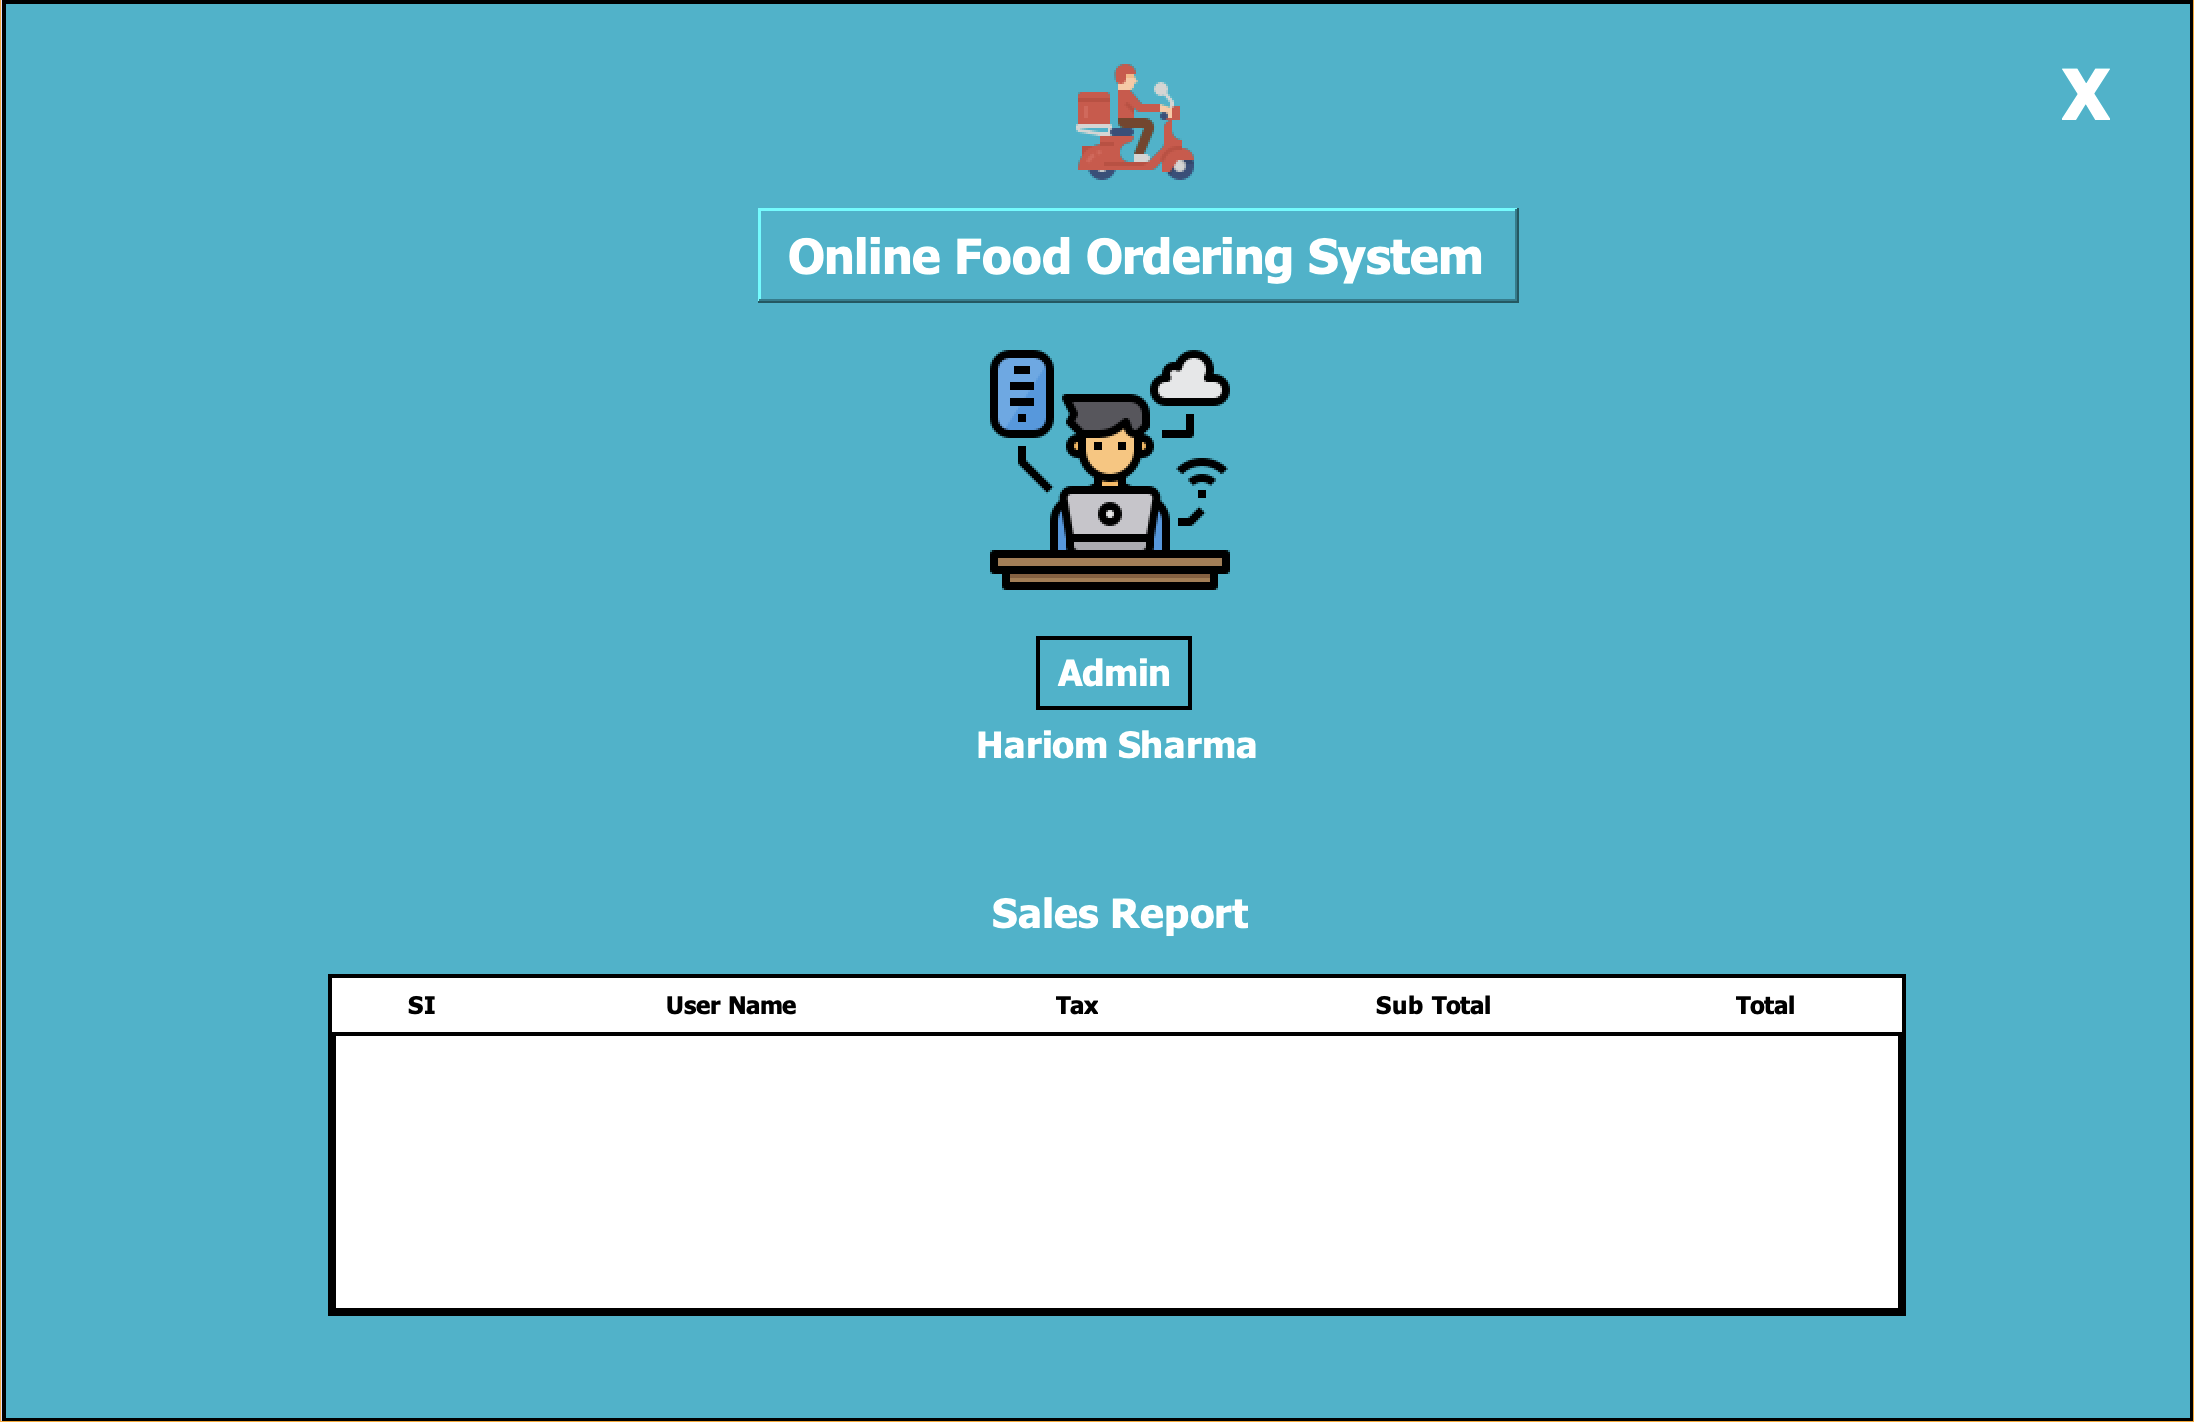 X
Online Food Ordering System
Admin
Hariom Sharma
Sales Report
SI User Name Tax Sub Total Total